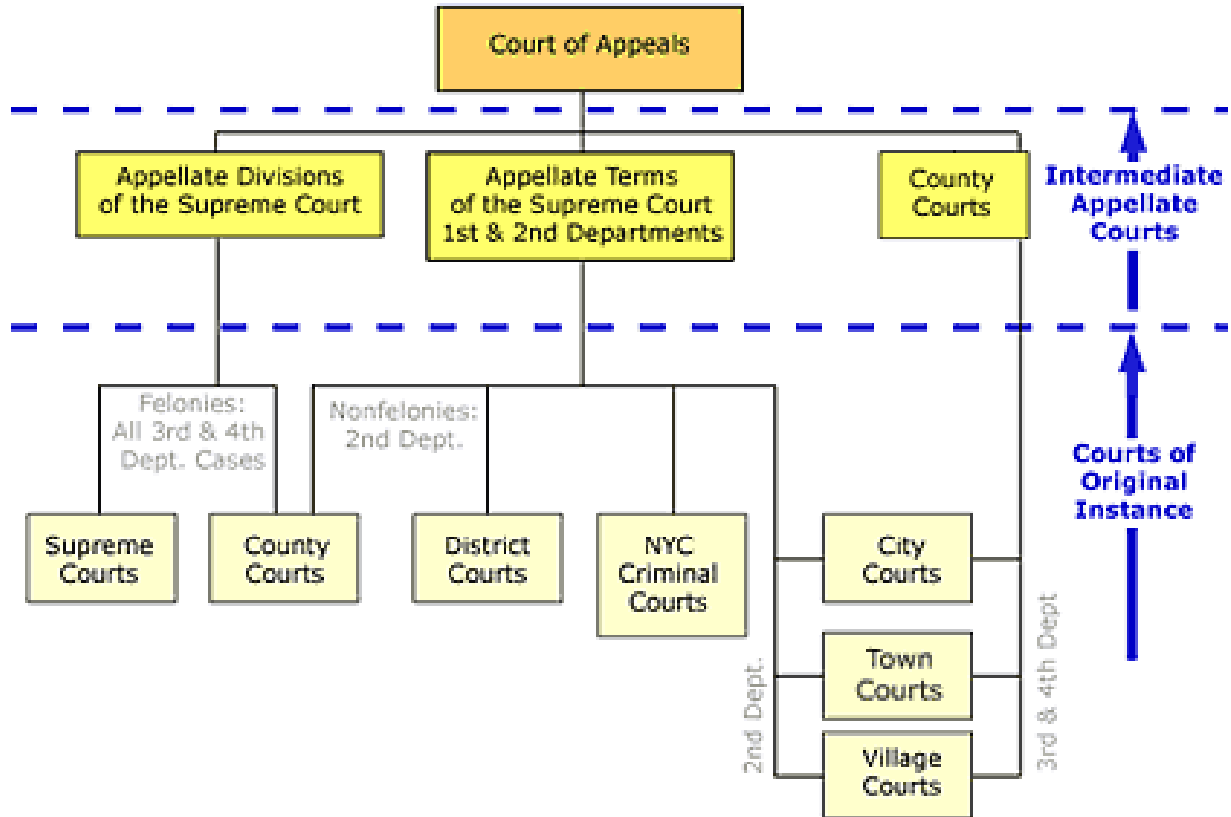 Court of Appeals
Appellate Divisions
of the Supreme Court
Appellate Terms
of the Supreme Court
1st & 2nd Departments
County
Courts
Intermediate
Appellate
Courts
Felonies:
All 3rd & 4th
Dept. Cases
Nonfelonies:
2nd Dept.
Courts of
Original
Instance
Supreme
Courts
County
Courts
District
Courts
NYC
Criminal
Courts
City
Courts
Town
Courts
Village
Courts
2nd Dept.
3rd & 4th Dept